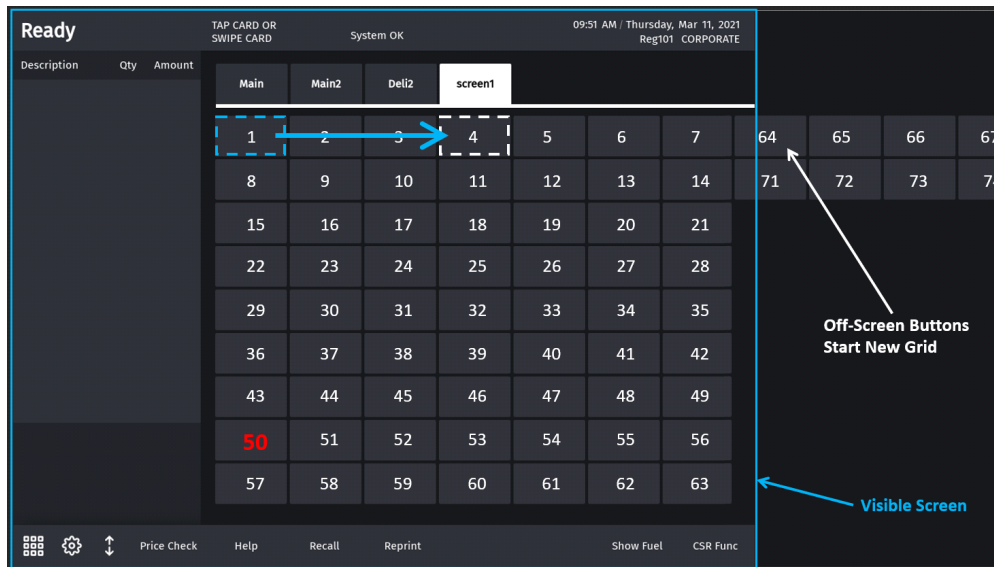 Ready
TAP CARD OR
SWIPE CARD
System OK
09:51 AM / Thursday, Mar 11, 2021
Reg101 CORPORATE
Description Qty Amount
Main Main2 Deli2 screen1
1 2 3 4 5 6 7 64 65 66 67
8 9 10 11 12 13 14 71 72 73
15 16 17 18 19 20 21
22 23 24 25 26 27 28
29 30 31 32 33 34 35
Off-Screen Buttons
Start New Grid
36 37 38 39 40 41 42
43 44 45 46 47 48 49
50 51 52 53 54 55 56
57 58 59 60 61 62 63
Visible Screen
Price Check Help Recall Reprint Show Fuel CSR Func